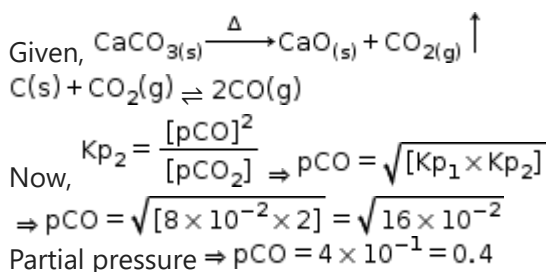 Given, CaCO₃₍ₛ₎ —Δ→ CaO₍ₛ₎ + CO₂₍g₎ ↑
C(s) + CO₂(g) ⇌ 2CO(g)
Now, Kp₂ = [pCO]² / [pCO₂] ⇒ pCO = √[Kp₁ × Kp₂]
⇒ pCO = √[8 × 10⁻² × 2] = √16 × 10⁻²
Partial pressure ⇒ pCO = 4 × 10⁻¹ = 0.4